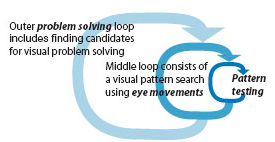 Outer problem solving loop
includes finding candidates
for visual problem solving
Middle loop consists of
a visual pattern search
using eye movements
Pattern
testing